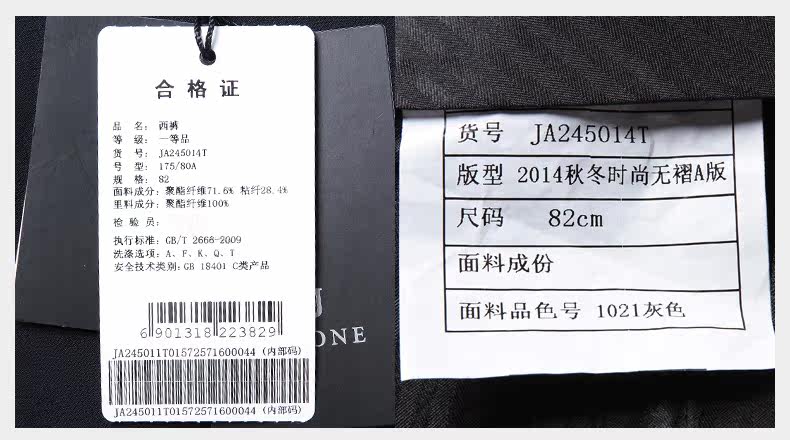 合格证
品 名： 西裤
等 级： 一等品
货 号： JA245014T
号 型： 175/80A
规 格： 82
面料成分：聚酯纤维71.6% 粘纤28.4%
里料成分：聚酯纤维100%
检 验 员：
执行标准：GB/T 2666-2009
洗涤选项：A、F、K、Q、T
安全技术类别：GB 18401 C类产品
6 901318 223829
JA245011T01572571600044 (内部码)
JA245011T01572571600044 (内部码)
J
ONE
货号 JA245014T
版型 2014秋冬时尚无褶A版
尺码 82cm
面料成份
面料品色号 1021灰色